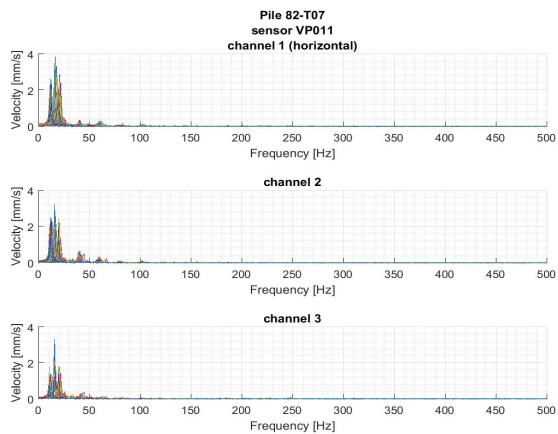 Pile 82-T07
sensor VP011
channel 1 (horizontal)
Velocity [mm/s]
4
2
0
0 50 100 150 200 250 300 350 400 450 500
Frequency [Hz]
channel 2
Velocity [mm/s]
4
2
0
0 50 100 150 200 250 300 350 400 450 500
Frequency [Hz]
channel 3
Velocity [mm/s]
4
2
0
0 50 100 150 200 250 300 350 400 450 500
Frequency [Hz]